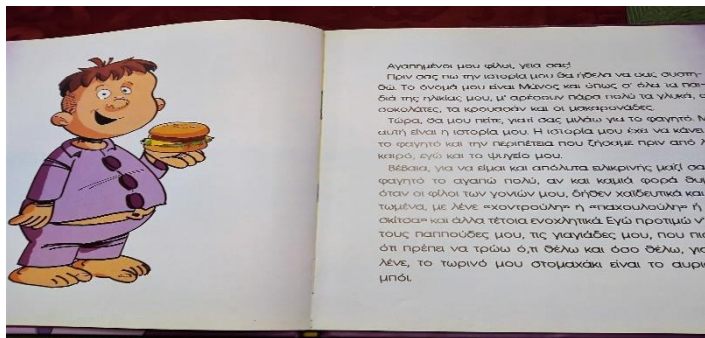 Αγαπημένοι μου φίλοι, γεια σας!
Πριν σας πω την ιστορία μου θα ήθελα να σας συστη-
θώ. Το όνομά μου είναι Μάνος και όπως σ' όλα τα παι-
διά της ηλικίας μου, μ' αρέσουν πάρα πολύ τα γλυκά, ο
σοκολάτες, τα κρουασάν και οι μακαρονάδες.
Τώρα, θα μου πείτε, γιατί σας μιλάω για το φαγητό. Μ
αυτή είναι η ιστορία μου. Η ιστορία μου έχει να κάνει
το φαγητό και την περιπέτεια που ζήσαμε πριν από λ
καιρό, εγώ και το ψυγείο μου.
Βέβαια, για να είμαι και απόλυτα ειλικρινής μαζί σα
φαγητό το αγαπώ πολύ, αν και καμιά φορά θυμ
όταν οι φίλοι των γονιών μου, δήθεν χαϊδευτικά και
τωμένα, με λένε «χοντρούλη» ή «παχουλούλη» ή
σκίτσα» και άλλα τέτοια ενοχλητικά. Εγώ προτιμώ ν'
τους παππούδες μου, τις γιαγιάδες μου, που πισ
ότι πρέπει να τρώω ό,τι θέλω και όσο θέλω, γιο
λένε, το τωρινό μου στομαχάκι είναι το αυρι
μπόι.